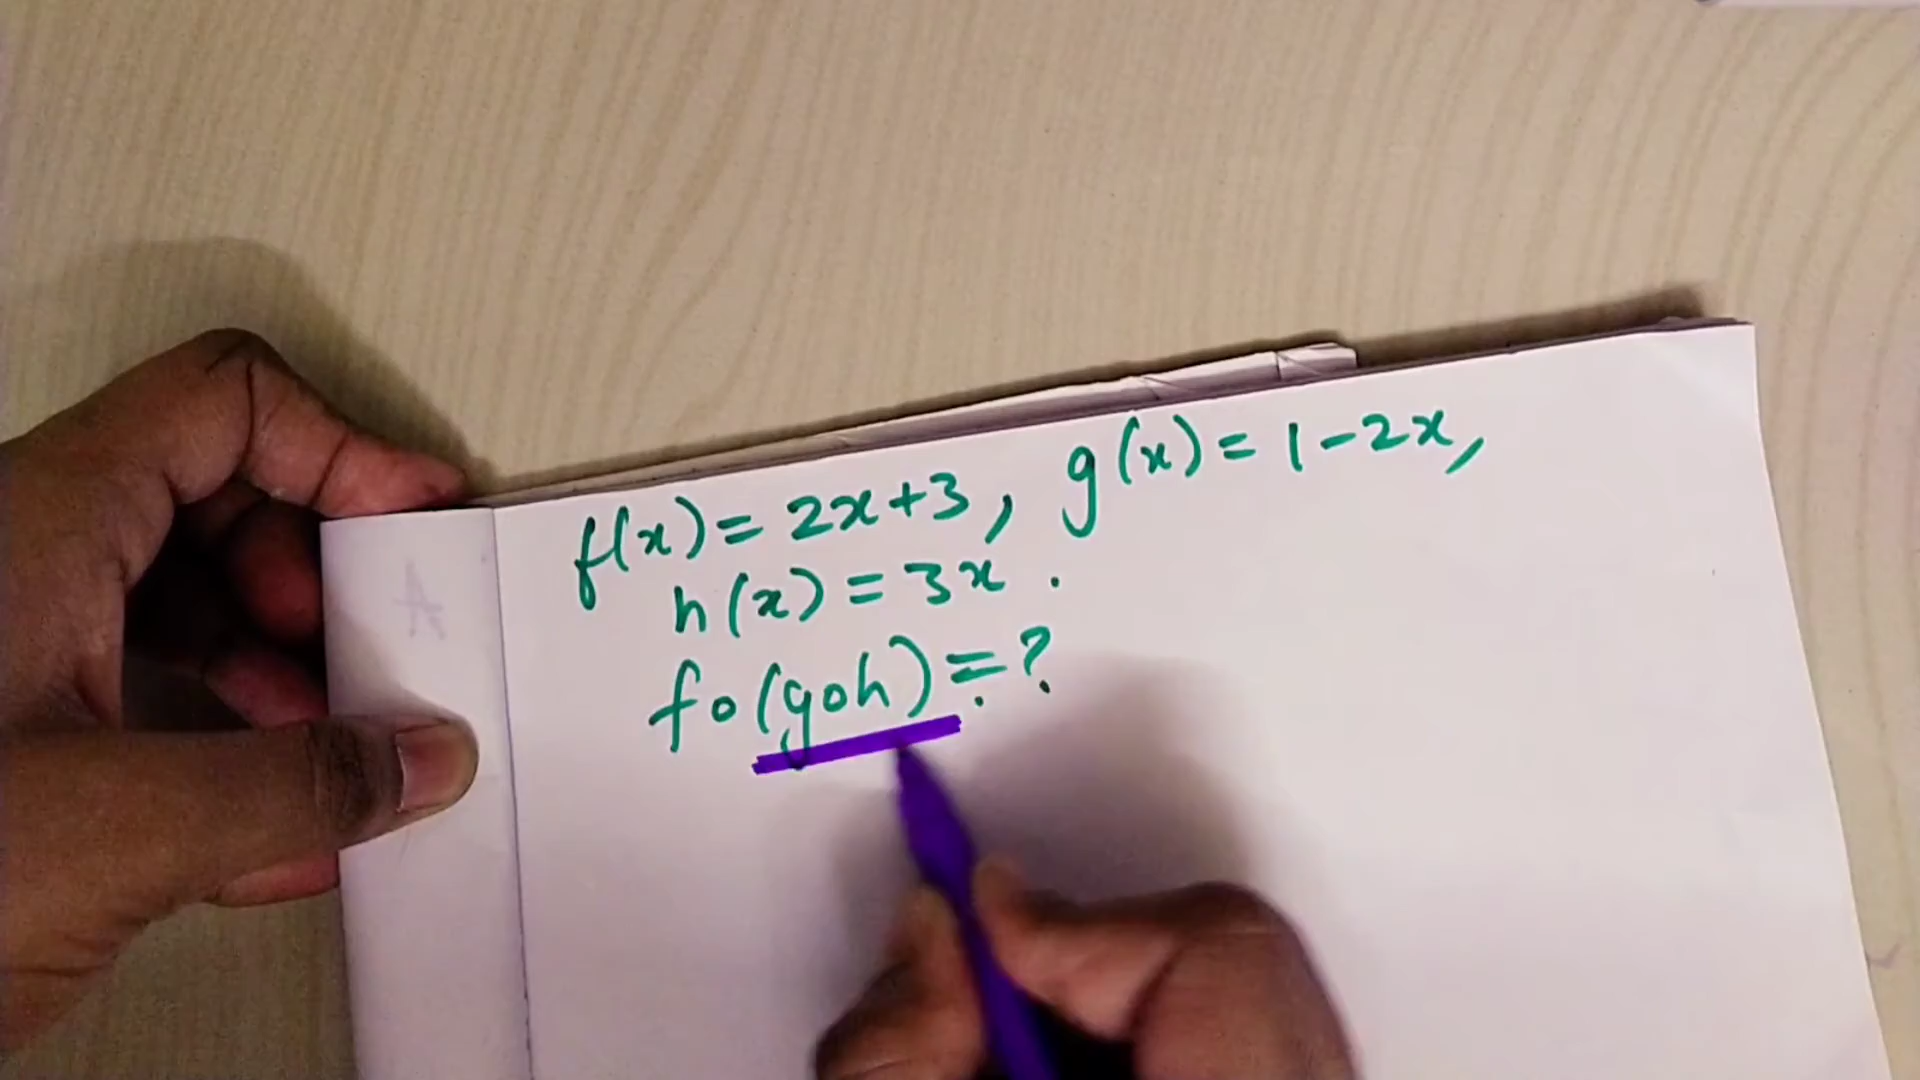 f(x) = 2x+3, g(x) = 1-2x,
h(x) = 3x .
fo(goh) = ?
A